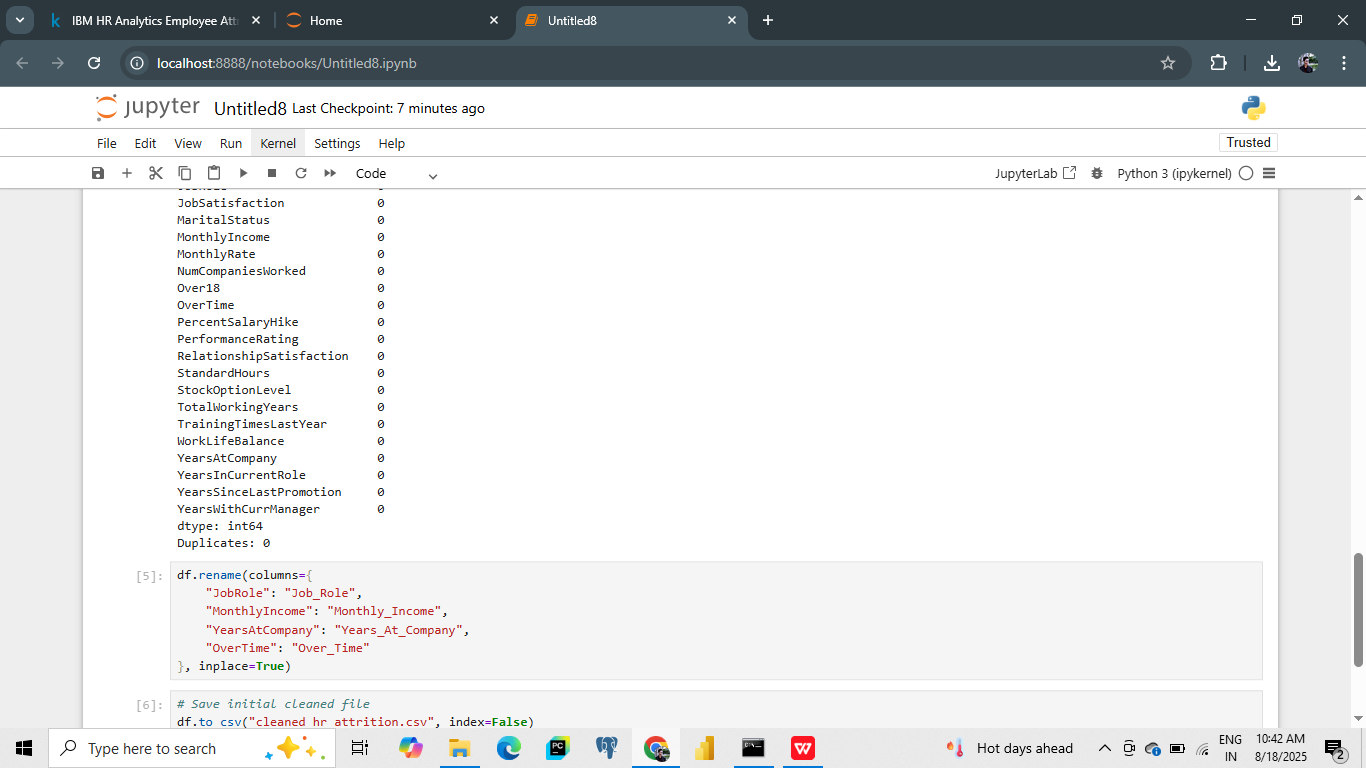 IBM HR Analytics Employee Att
Home
Untitled8
localhost:8888/notebooks/Untitled8.ipynb
jupyter Untitled8 Last Checkpoint: 7 minutes ago
File Edit View Run Kernel Settings Help
Trusted
Code
JupyterLab
Python 3 (ipykernel)
JobSatisfaction 0
MaritalStatus 0
MonthlyIncome 0
MonthlyRate 0
NumCompaniesWorked 0
Over18 0
OverTime 0
PercentSalaryHike 0
PerformanceRating 0
RelationshipSatisfaction 0
StandardHours 0
StockOptionLevel 0
TotalWorkingYears 0
TrainingTimesLastYear 0
WorkLifeBalance 0
YearsAtCompany 0
YearsInCurrentRole 0
YearsSinceLastPromotion 0
YearsWithCurrManager 0
dtype: int64
Duplicates: 0
[5]: df.rename(columns={
"JobRole": "Job_Role",
"MonthlyIncome": "Monthly_Income",
"YearsAtCompany": "Years_At_Company",
"OverTime": "Over_Time"
}, inplace=True)
[6]: # Save initial cleaned file
df.to_csv("cleaned_hr_attrition.csv", index=False)
Type here to search
Hot days ahead
ENG
IN
10:42 AM
8/18/2025
2